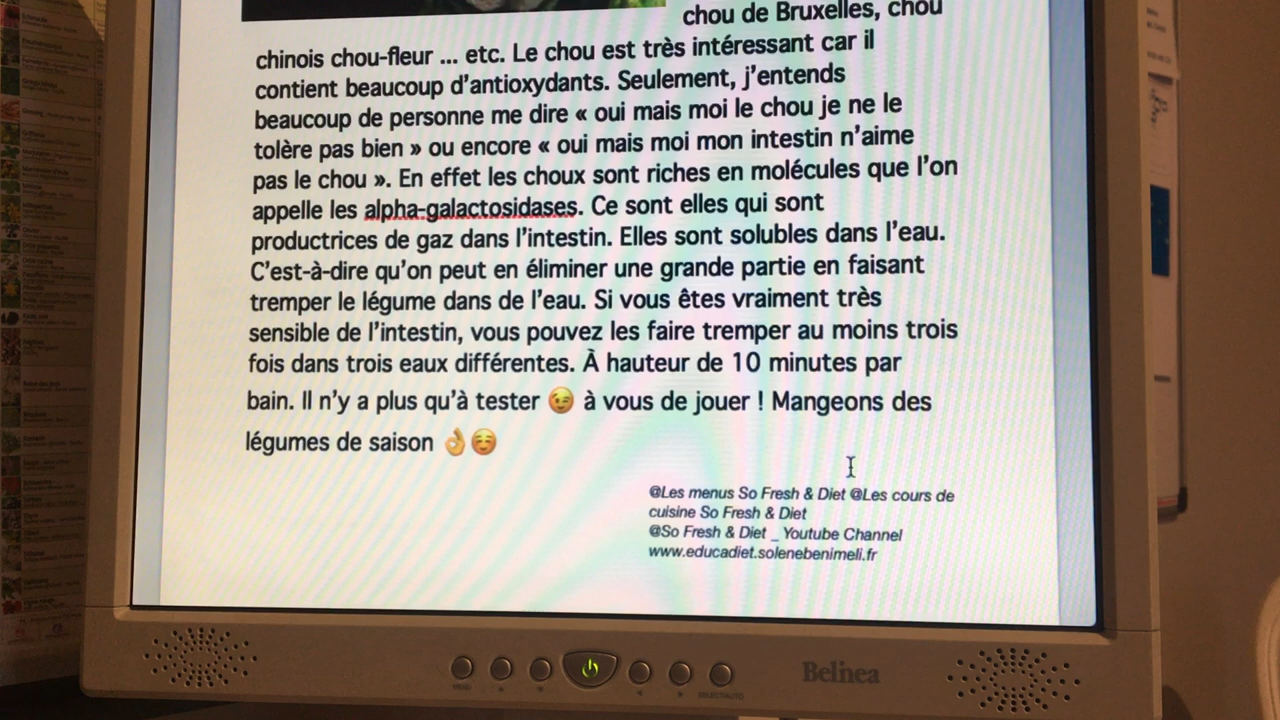 chou de Bruxelles, chou
chinois chou-fleur ... etc. Le chou est très intéressant car il
contient beaucoup d'antioxydants. Seulement, j'entends
beaucoup de personne me dire « oui mais moi le chou je ne le
tolère pas bien » ou encore « oui mais moi mon intestin n'aime
pas le chou ». En effet les choux sont riches en molécules que l'on
appelle les alpha-galactosidases. Ce sont elles qui sont
productrices de gaz dans l'intestin. Elles sont solubles dans l'eau.
C'est-à-dire qu'on peut en éliminer une grande partie en faisant
tremper le légume dans de l'eau. Si vous êtes vraiment très
sensible de l'intestin, vous pouvez les faire tremper au moins trois
fois dans trois eaux différentes. À hauteur de 10 minutes par
bain. Il n'y a plus qu'à tester 😉 à vous de jouer ! Mangeons des
légumes de saison 👌☺️
@Les menus So Fresh & Diet @Les cours de
cuisine So Fresh & Diet
@So Fresh & Diet _ Youtube Channel
www.educadiet.solenebenimeli.fr
Belinea